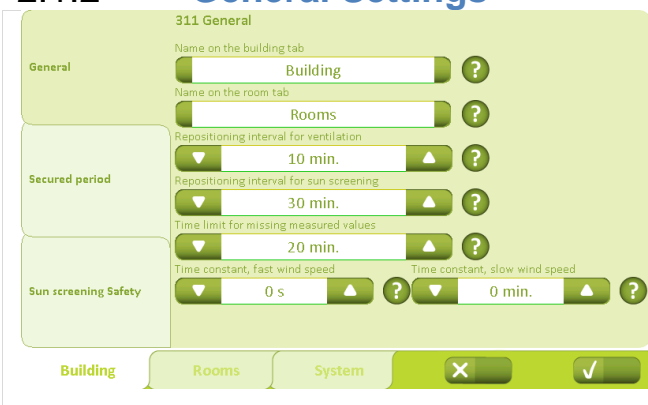 General Settings
311 General
General
Name on the building tab
Building
?
Name on the room tab
Rooms
?
Repositioning interval for ventilation
10 min.
?
Secured period
Repositioning interval for sun screening
30 min.
?
Time limit for missing measured values
20 min.
?
Sun screening Safety
Time constant, fast wind speed
0 s
?
Time constant, slow wind speed
0 min.
?
Building
Rooms
System